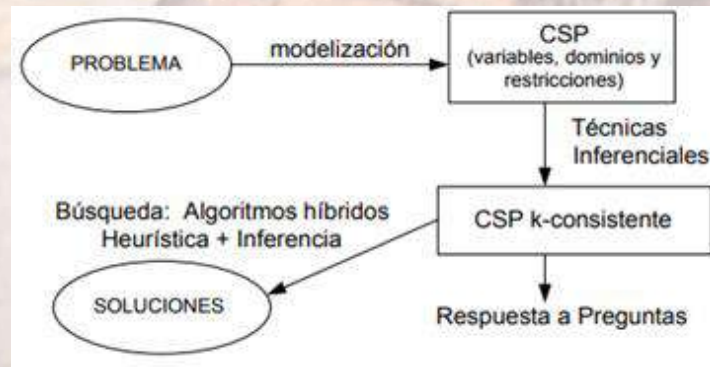 PROBLEMA
modelización
CSP
(variables, dominios y
restricciones)
Técnicas
Inferenciales
Búsqueda: Algoritmos híbridos
Heurística + Inferencia
CSP k-consistente
SOLUCIONES
Respuesta a Preguntas